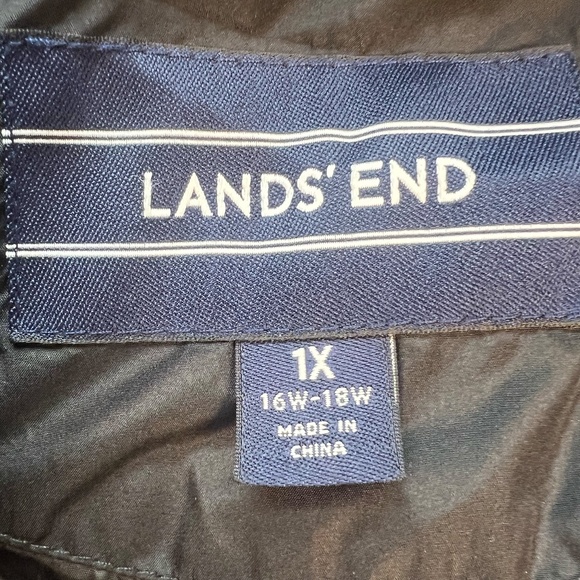 LANDS' END
1X
16W-18W
MADE IN
CHINA